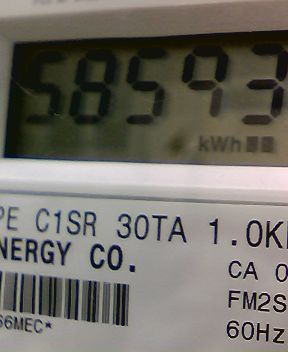 58593
kWh
PE C1SR 30TA 1.0K
NERGY CO.
CA 0
FM2S
66MEC*
60Hz